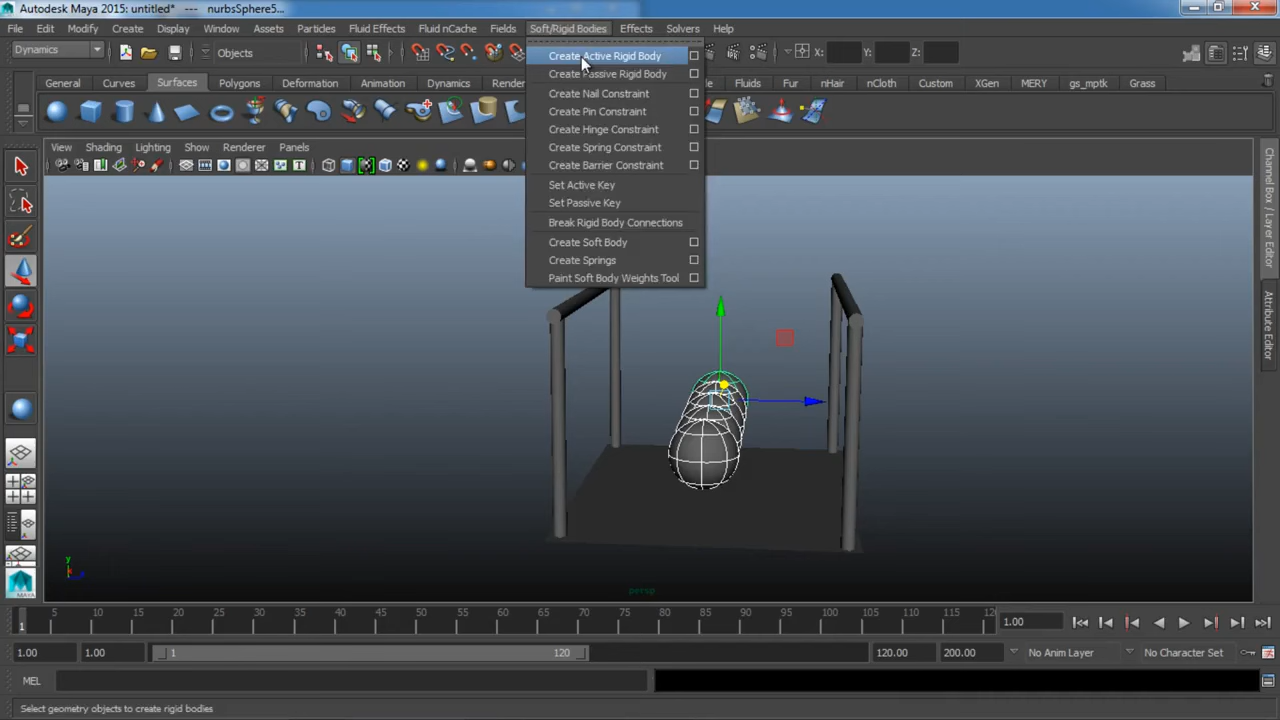 Autodesk Maya 2015: untitled* --- nurbsSphere5...
File Edit Modify Create Display Window Assets Particles Fluid Effects Fluid nCache Fields Soft/Rigid Bodies Effects Solvers Help
Dynamics Objects X: Y: Z:
General Curves Surfaces Polygons Deformation Animation Dynamics Fluids Fur nHair nCloth Custom XGen MERY gs_mptk Grass
View Shading Lighting Show Renderer Panels
Create Active Rigid Body
Create Passive Rigid Body
Create Nail Constraint
Create Pin Constraint
Create Hinge Constraint
Create Spring Constraint
Create Barrier Constraint
Set Active Key
Set Passive Key
Break Rigid Body Connections
Create Soft Body
Create Springs
Paint Soft Body Weights Tool
Channel Box / Layer Editor
Attribute Editor
y
persp
MAYA
5 10 15 20 25 30 35 40 45 50 55 60 65 70 75 80 85 90 95 100 105 110 115
1 1.00
1.00 1.00 1 120 120.00 200.00 No Anim Layer No Character Set
MEL
Select geometry objects to create rigid bodies